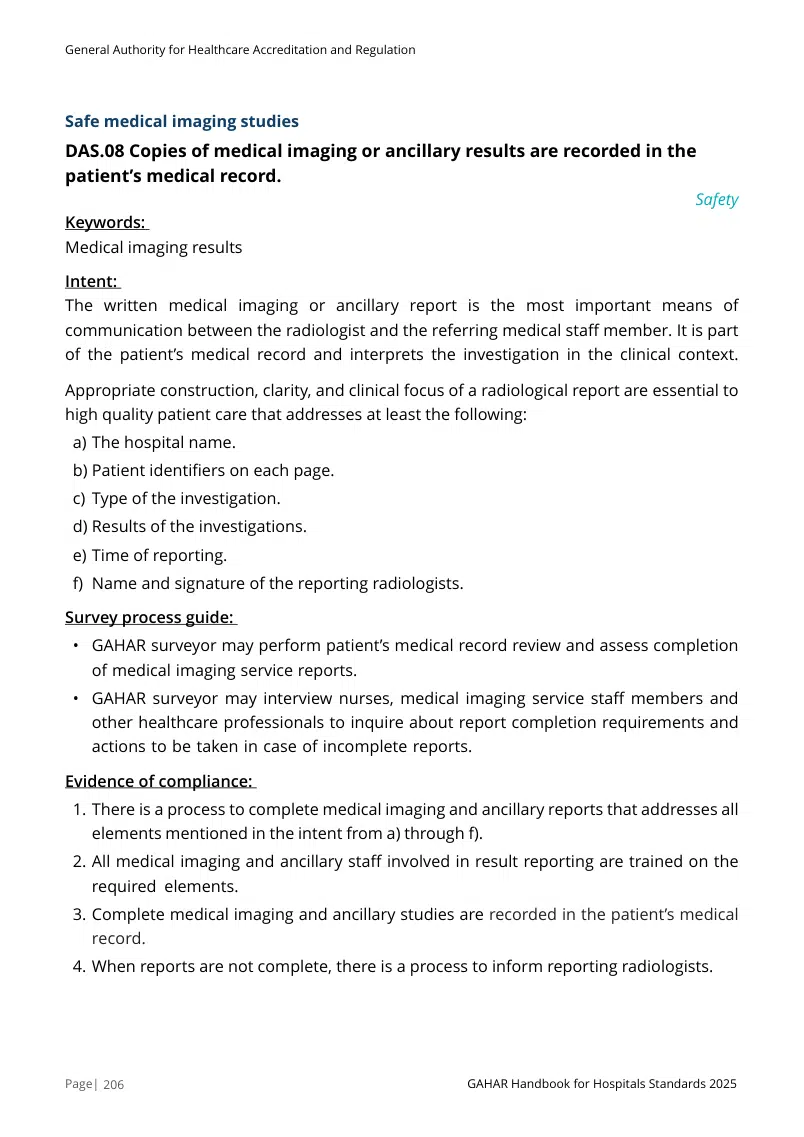 General Authority for Healthcare Accreditation and Regulation
Safe medical imaging studies
DAS.08 Copies of medical imaging or ancillary results are recorded in the
patient’s medical record.
Safety
Keywords:
Medical imaging results
Intent:
The written medical imaging or ancillary report is the most important means of
communication between the radiologist and the referring medical staff member. It is part
of the patient’s medical record and interprets the investigation in the clinical context.
Appropriate construction, clarity, and clinical focus of a radiological report are essential to
high quality patient care that addresses at least the following:
a) The hospital name.
b) Patient identifiers on each page.
c) Type of the investigation.
d) Results of the investigations.
e) Time of reporting.
f) Name and signature of the reporting radiologists.
Survey process guide:
• GAHAR surveyor may perform patient’s medical record review and assess completion
of medical imaging service reports.
• GAHAR surveyor may interview nurses, medical imaging service staff members and
other healthcare professionals to inquire about report completion requirements and
actions to be taken in case of incomplete reports.
Evidence of compliance:
1. There is a process to complete medical imaging and ancillary reports that addresses all
elements mentioned in the intent from a) through f).
2. All medical imaging and ancillary staff involved in result reporting are trained on the
required elements.
3. Complete medical imaging and ancillary studies are recorded in the patient’s medical
record.
4. When reports are not complete, there is a process to inform reporting radiologists.
Page| 206
GAHAR Handbook for Hospitals Standards 2025